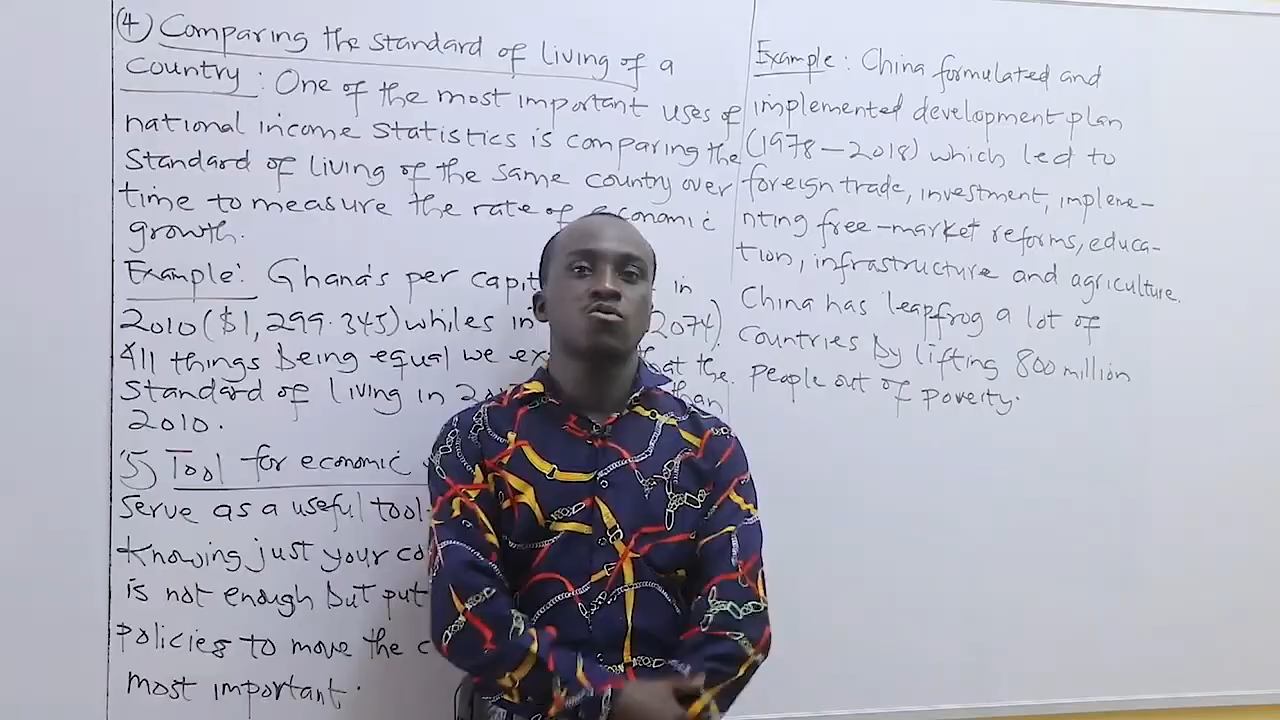 (4) Comparing the standard of living of a
Country : One of the most important uses of
national income statistics is comparing the
Standard of living of the same country over
time to measure the rate of economic
growth.
Example: Ghana's per capit in
2010 ($1,299.345) whiles in 2074).
All things being equal we ex at the
standard of living in than
2010.
(5) Tool for economic
Serve as a useful tool
Knowing just your co
is not enough but put
policies to move the c
most important.
Example : China formulated and
implemented development plan
(1978-2018) which led to
foreign trade, investment, impleme-
nting free-market reforms, educa-
tion, infrastructure and agriculture.
China has leapfrog a lot of
Countries by lifting 800 million
people out of poverty.